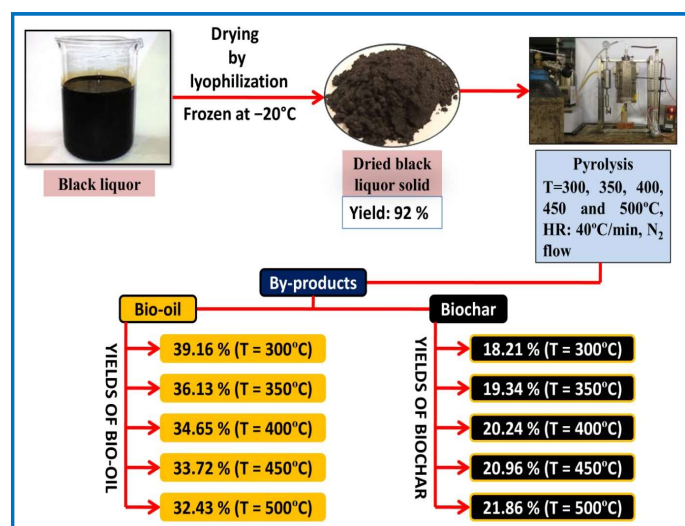 Drying
by
lyophilization
Frozen at −20°C
Black liquor
Dried black
liquor solid
Yield: 92 %
Pyrolysis
T=300, 350, 400,
450 and 500°C,
HR: 40°C/min, N₂
flow
By-products
Bio-oil
Biochar
YIELDS OF BIO-OIL
39.16 % (T = 300°C)
36.13 % (T = 350°C)
34.65 % (T = 400°C)
33.72 % (T = 450°C)
32.43 % (T = 500°C)
YIELDS OF BIOCHAR
18.21 % (T = 300°C)
19.34 % (T = 350°C)
20.24 % (T = 400°C)
20.96 % (T = 450°C)
21.86 % (T = 500°C)